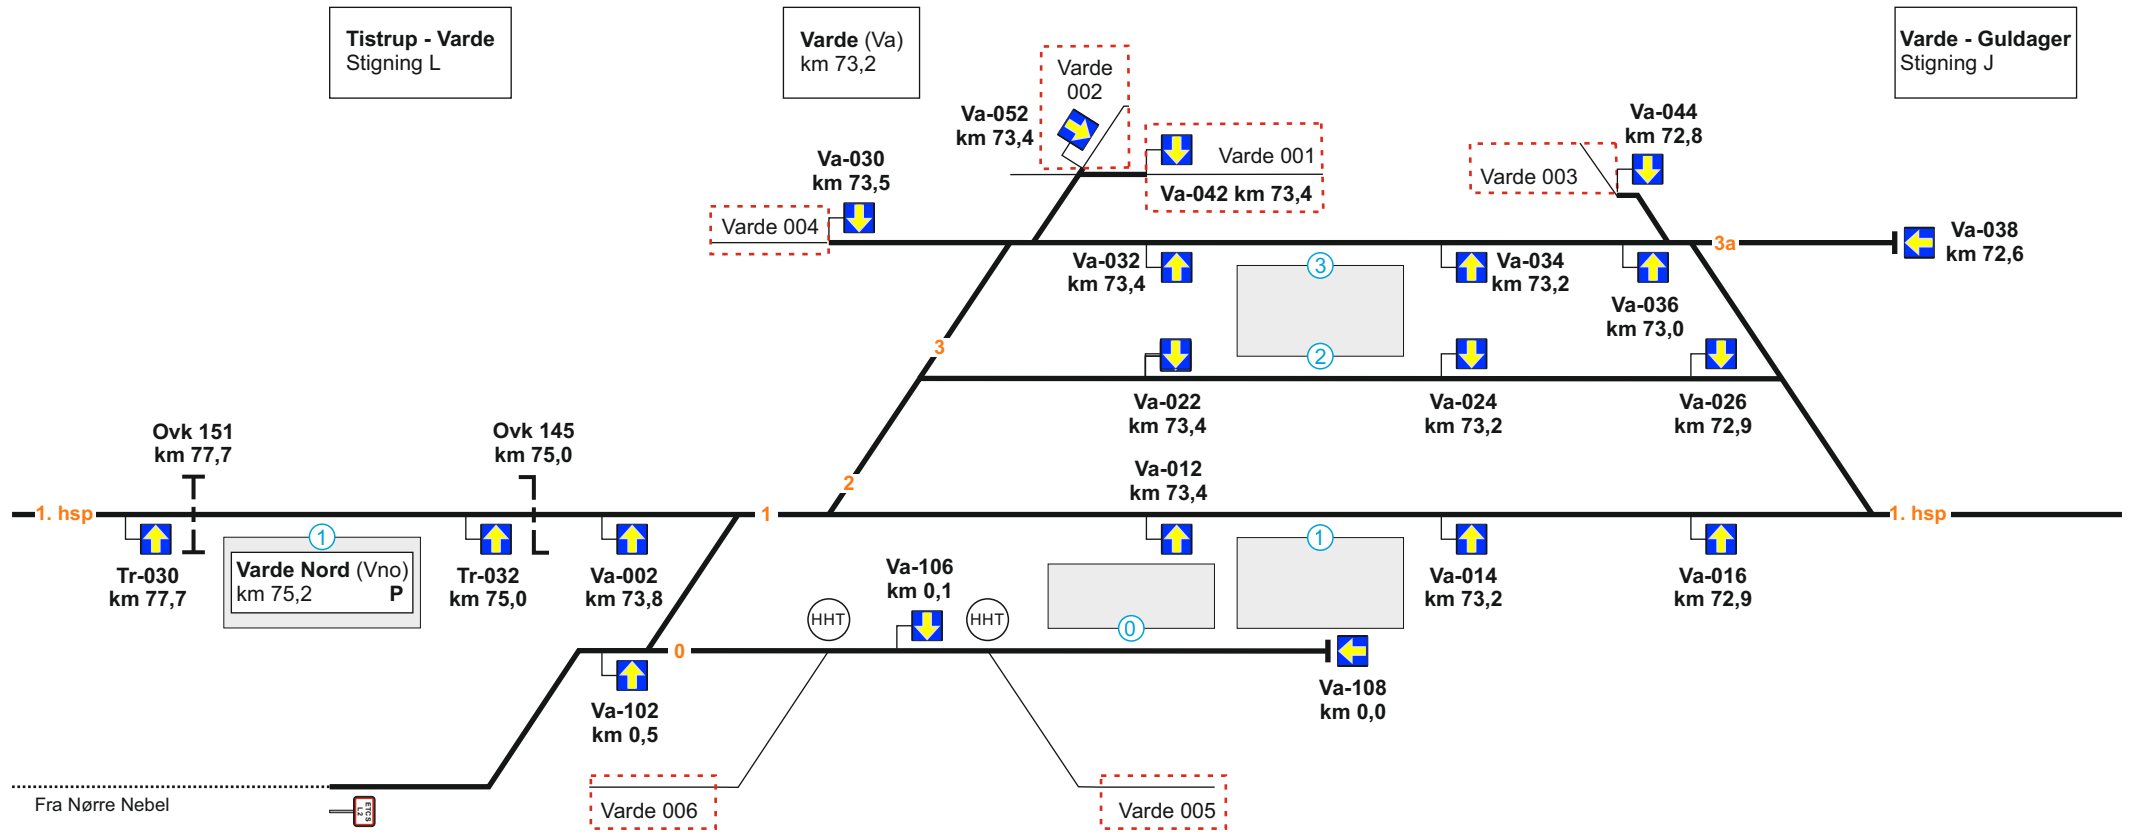 Tistrup - Varde
Stigning L
Varde (Va)
km 73,2
Varde - Guldager
Stigning J
Varde
002
Va-052
km 73,4
Va-044
km 72,8
Varde 001
Va-042 km 73,4
Va-030
km 73,5
Varde 003
Varde 004
3a
Va-038
km 72,6
Va-032
km 73,4
3
Va-034
km 73,2
Va-036
km 73,0
3
2
Va-022
km 73,4
Va-024
km 73,2
Va-026
km 72,9
Ovk 151
km 77,7
Ovk 145
km 75,0
2
Va-012
km 73,4
1. hsp
1
1. hsp
1
1
Varde Nord (Vno)
km 75,2 P
Tr-030
km 77,7
Tr-032
km 75,0
Va-002
km 73,8
Va-106
km 0,1
Va-014
km 73,2
Va-016
km 72,9
HHT
HHT
0
0
Va-102
km 0,5
Va-108
km 0,0
Fra Nørre Nebel
ETCS
L2
Varde 006
Varde 005